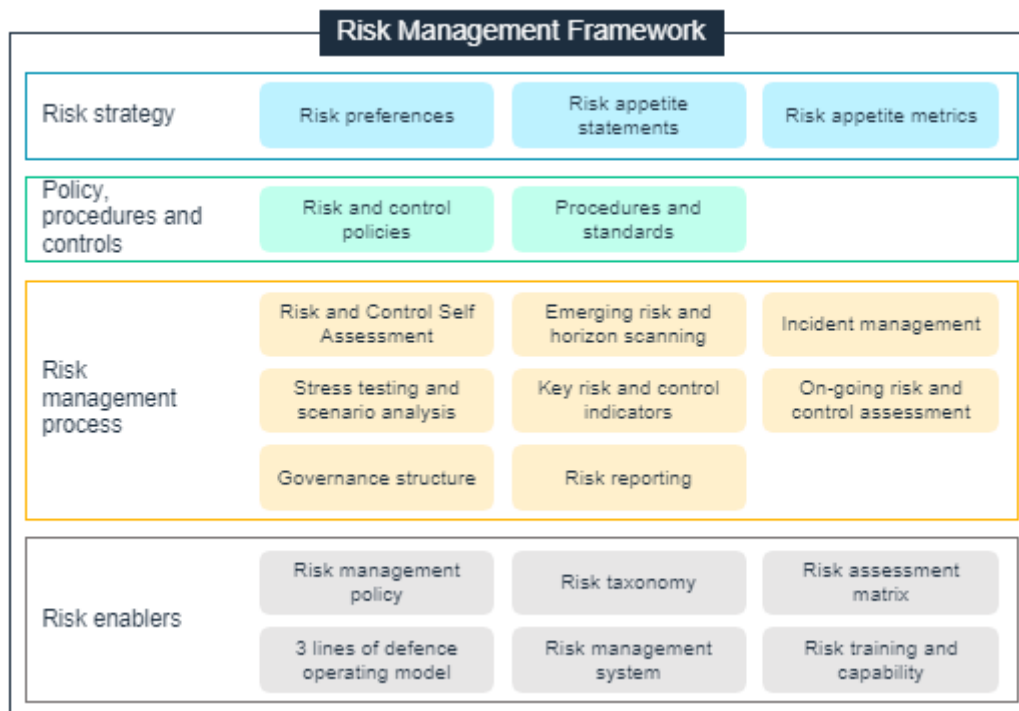 Risk Management Framework
Risk strategy
Risk preferences
Risk appetite
statements
Risk appetite metrics
Policy,
procedures and
controls
Risk and control
policies
Procedures and
standards
Risk
management
process
Risk and Control Self
Assessment
Emerging risk and
horizon scanning
Incident management
Stress testing and
scenario analysis
Key risk and control
indicators
On-going risk and
control assessment
Governance structure
Risk reporting
Risk enablers
Risk management
policy
Risk taxonomy
Risk assessment
matrix
3 lines of defence
operating model
Risk management
system
Risk training and
capability